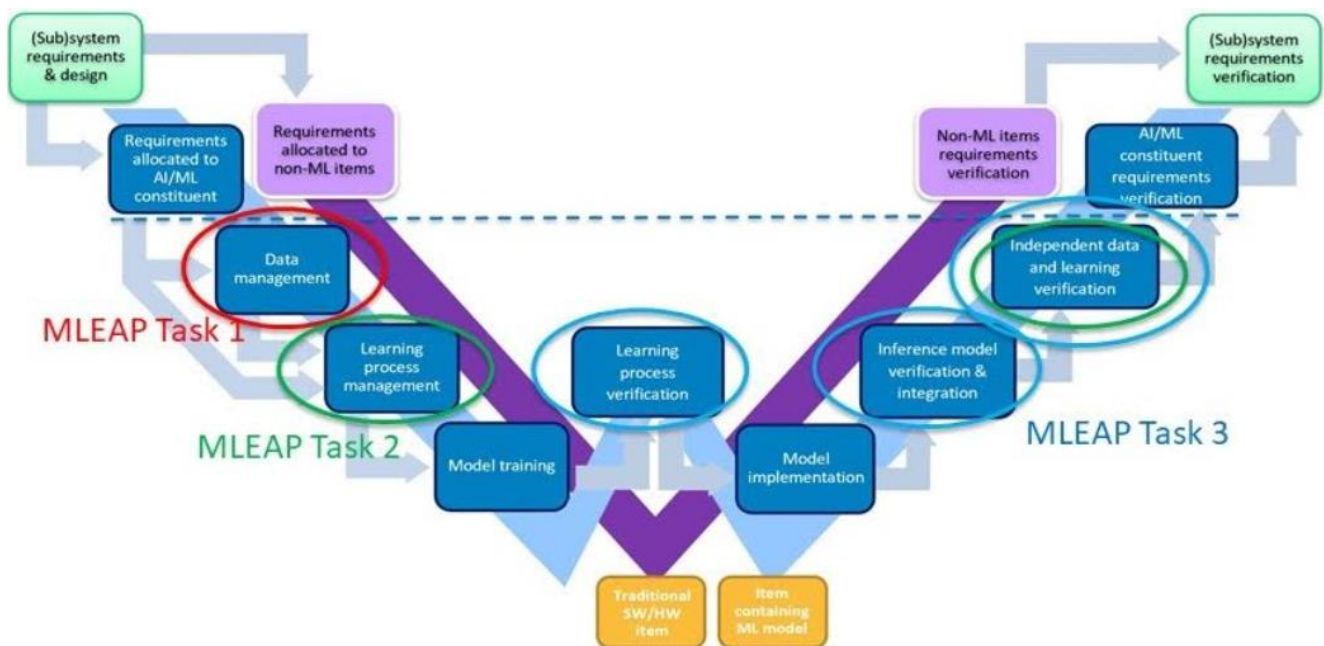 (Sub)system
requirements
& design
(Sub)system
requirements
verification
Requirements
allocated to
non-ML items
Non-ML items
requirements
verification
Requirements
allocated to
AI/ML
constituent
AI/ML
constituent
requirements
verification
Data
management
Independent data
and learning
verification
MLEAP Task 1
Learning
process
management
Learning
process
verification
Inference model
verification &
integration
MLEAP Task 2
MLEAP Task 3
Model training
Model
implementation
Traditional
SW/HW
item
Item
containing
ML model